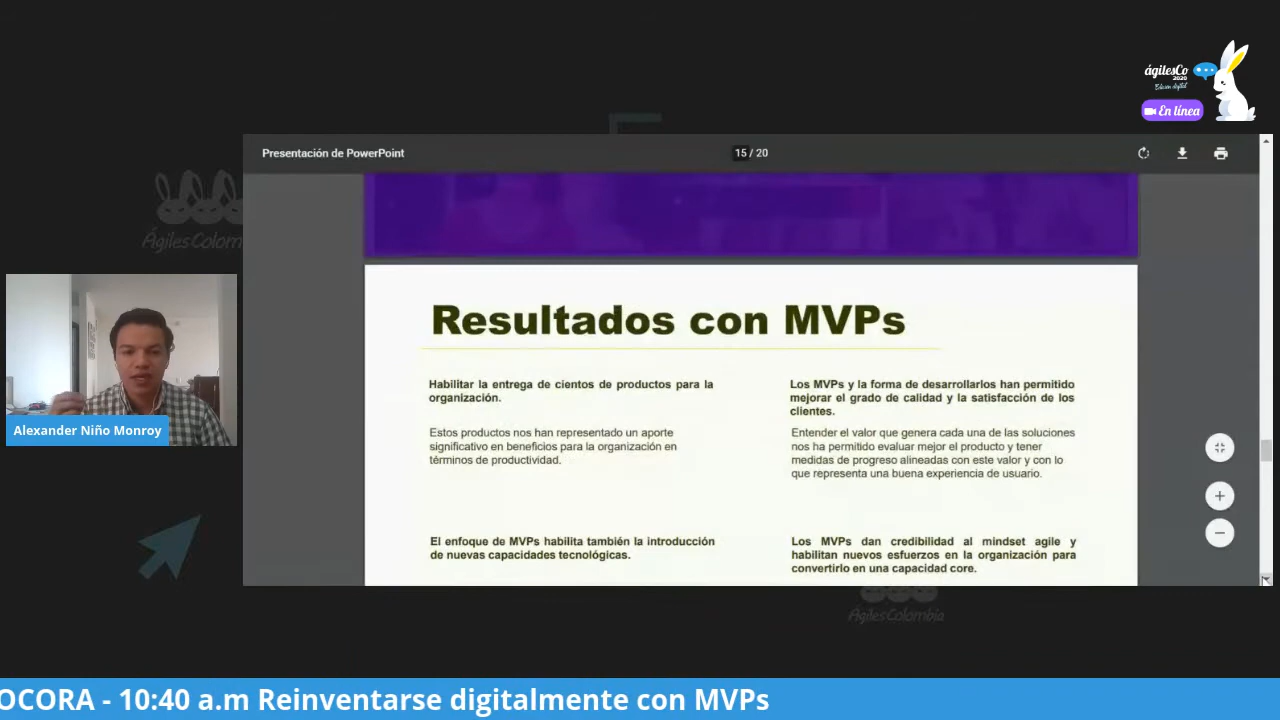 ágilesCo
2020
Edición digital
En línea
Presentación de PowerPoint
15 / 20
ÁgilesColom
Resultados con MVPs
Habilitar la entrega de cientos de productos para la
organización.
Estos productos nos han representado un aporte
significativo en beneficios para la organización en
términos de productividad.
Los MVPs y la forma de desarrollarlos han permitido
mejorar el grado de calidad y la satisfacción de los
clientes.
Entender el valor que genera cada una de las soluciones
nos ha permitido evaluar mejor el producto y tener
medidas de progreso alineadas con este valor y con lo
que representa una buena experiencia de usuario.
El enfoque de MVPs habilita también la introducción
de nuevas capacidades tecnológicas.
Los MVPs dan credibilidad al mindset agile y
habilitan nuevos esfuerzos en la organización para
convertirlo en una capacidad core.
Alexander Niño Monroy
ÁgilesColombia
OCORA - 10:40 a.m Reinventarse digitalmente con MVPs